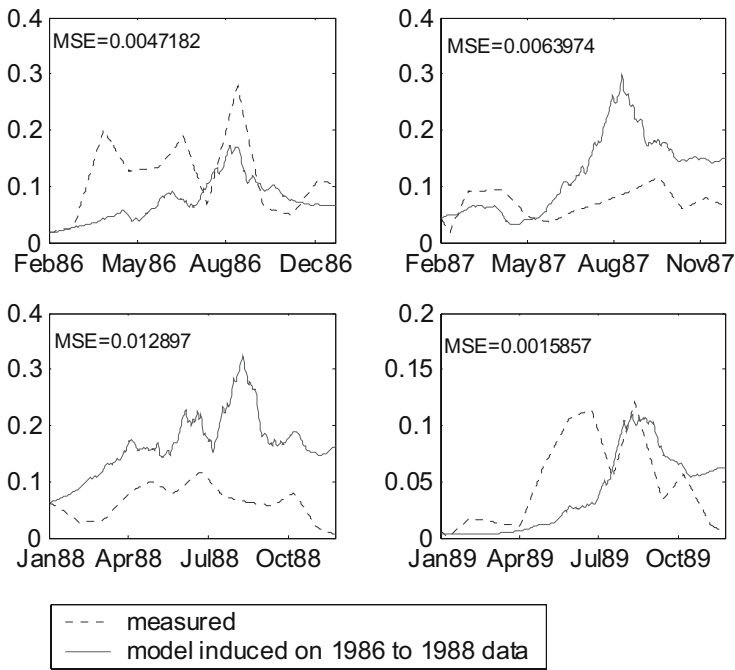 0.4
MSE=0.0047182
0.3
0.2
0.1
0
Feb86 May86 Aug86 Dec86
0.4
MSE=0.0063974
0.3
0.2
0.1
0
Feb87 May87 Aug87 Nov87
0.4
MSE=0.012897
0.3
0.2
0.1
0
Jan88 Apr88 Jul88 Oct88
0.2
MSE=0.0015857
0.15
0.1
0.05
0
Jan89 Apr89 Jul89 Oct89
measured
model induced on 1986 to 1988 data